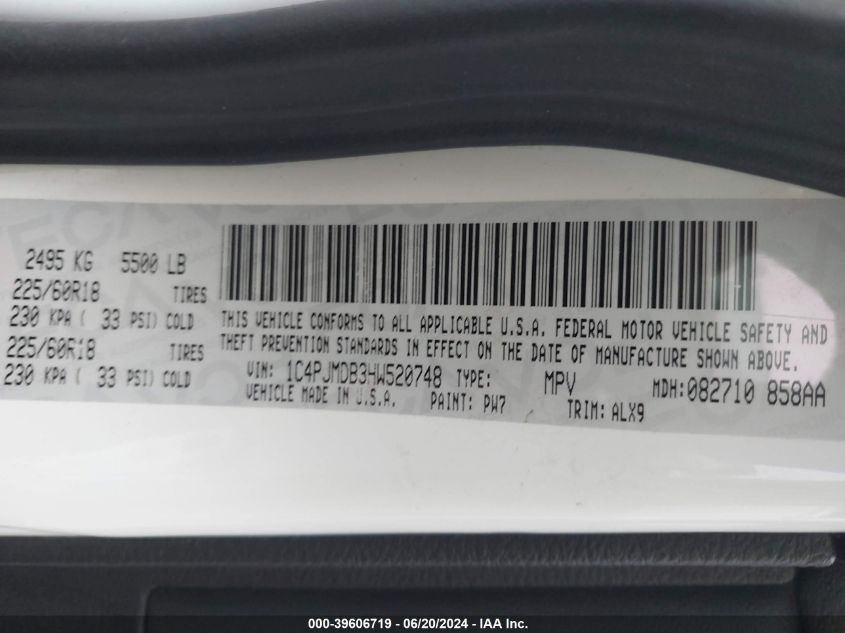 2495 KG 5500 LB
225/60R18 TIRES
230 KPA ( 33 PSI) COLD
225/60R18 TIRES
230 KPA ( 33 PSI) COLD
THIS VEHICLE CONFORMS TO ALL APPLICABLE U.S.A. FEDERAL MOTOR VEHICLE SAFETY AND
THEFT PREVENTION STANDARDS IN EFFECT ON THE DATE OF MANUFACTURE SHOWN ABOVE.
VIN: 1C4PJMDB3HW520748 TYPE: MPV MDH:082710 858AA
VEHICLE MADE IN U.S.A. PAINT: PW7 TRIM: ALX9
000-39606719 - 06/20/2024 - IAA Inc.